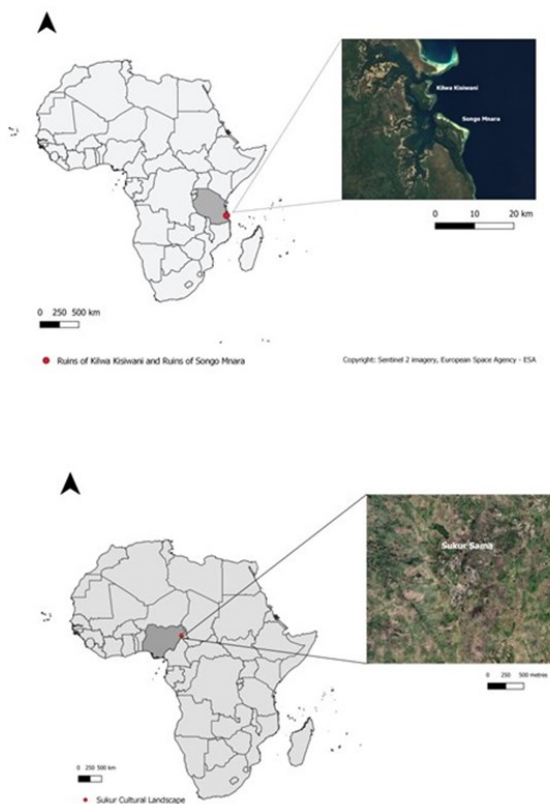 Kilwa Kisiwani
Songo Mnara
0 10 20 km
0 250 500 km
Ruins of Kilwa Kisiwani and Ruins of Songo Mnara
Copyright: Sentinel 2 imagery, European Space Agency - ESA
Sukur Sama
0 250 500 metres
0 250 500 km
Sukur Cultural Landscape